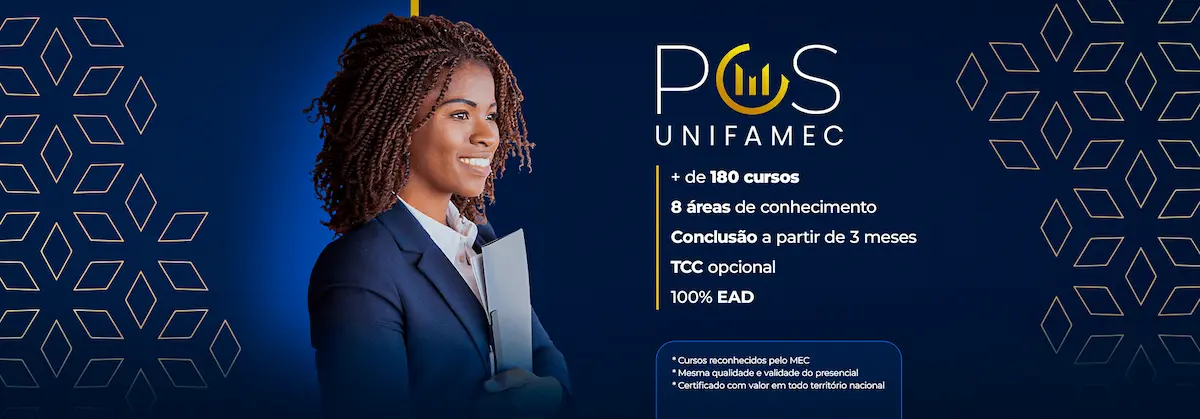 PÓS
UNIFAMEC
+ de 180 cursos
8 áreas de conhecimento
Conclusão a partir de 3 meses
TCC opcional
100% EAD
* Cursos reconhecidos pelo MEC
* Mesma qualidade e validade do presencial
* Certificado com valor em todo território nacional